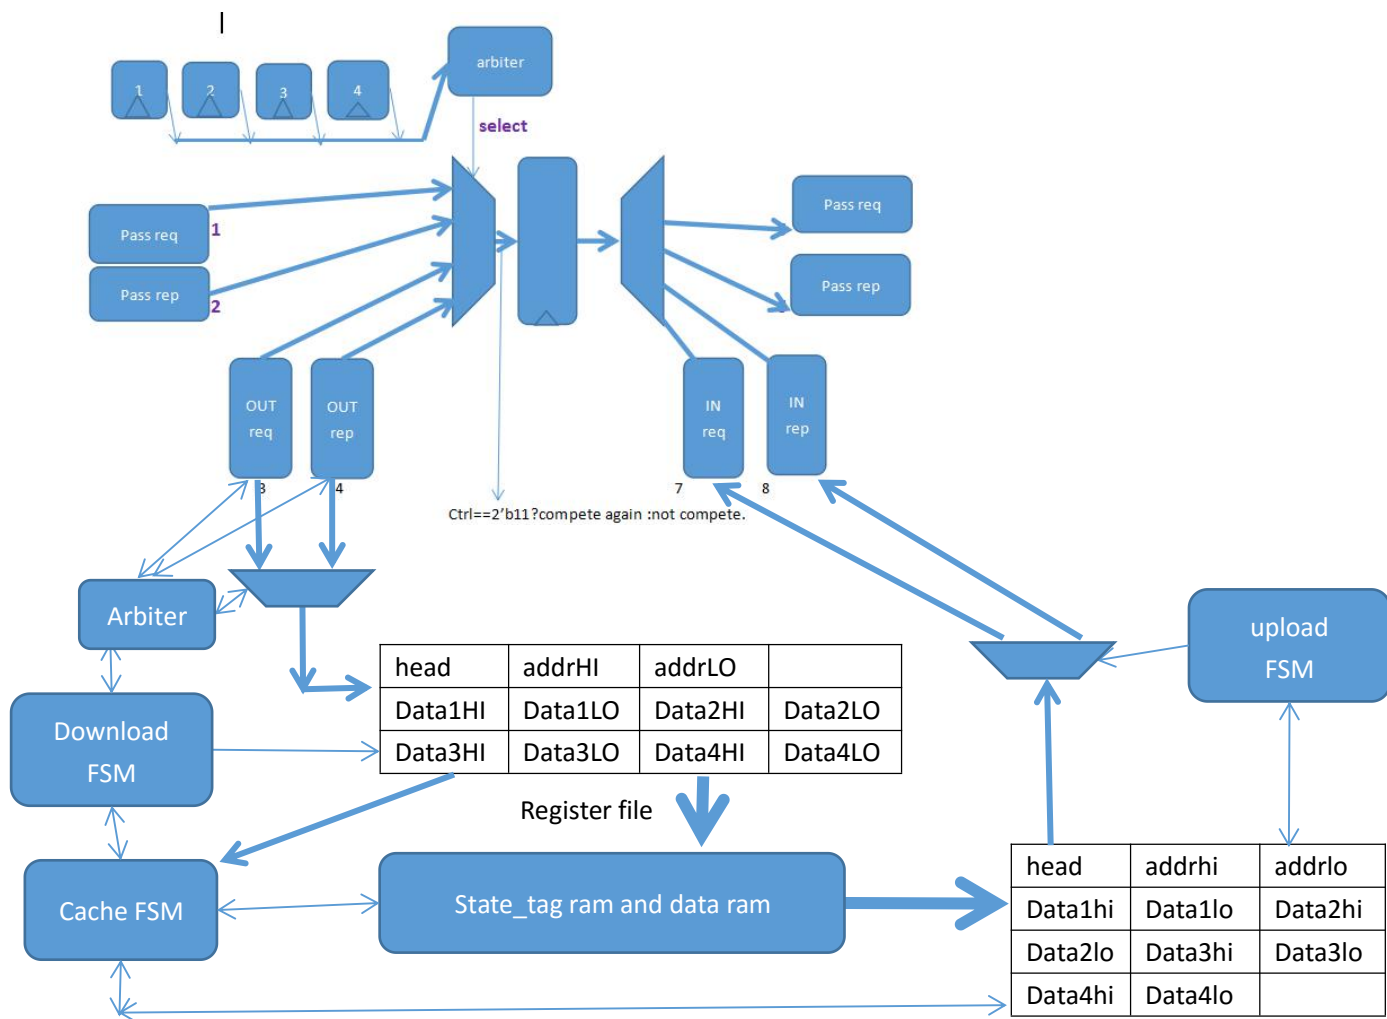 arbiter
1
2
3
4
select
Pass req
1
Pass rep
2
Pass req
Pass rep
OUT
req
OUT
rep
IN
req
IN
rep
3
4
7
8
Ctrl==2'b11?compete again :not compete.
Arbiter
upload
FSM
head addrHI addrLO
Data1HI Data1LO Data2HI Data2LO
Data3HI Data3LO Data4HI Data4LO
Download
FSM
Register file
Cache FSM
State_tag ram and data ram
head addrhi addrlo
Data1hi Data1lo Data2hi
Data2lo Data3hi Data3lo
Data4hi Data4lo